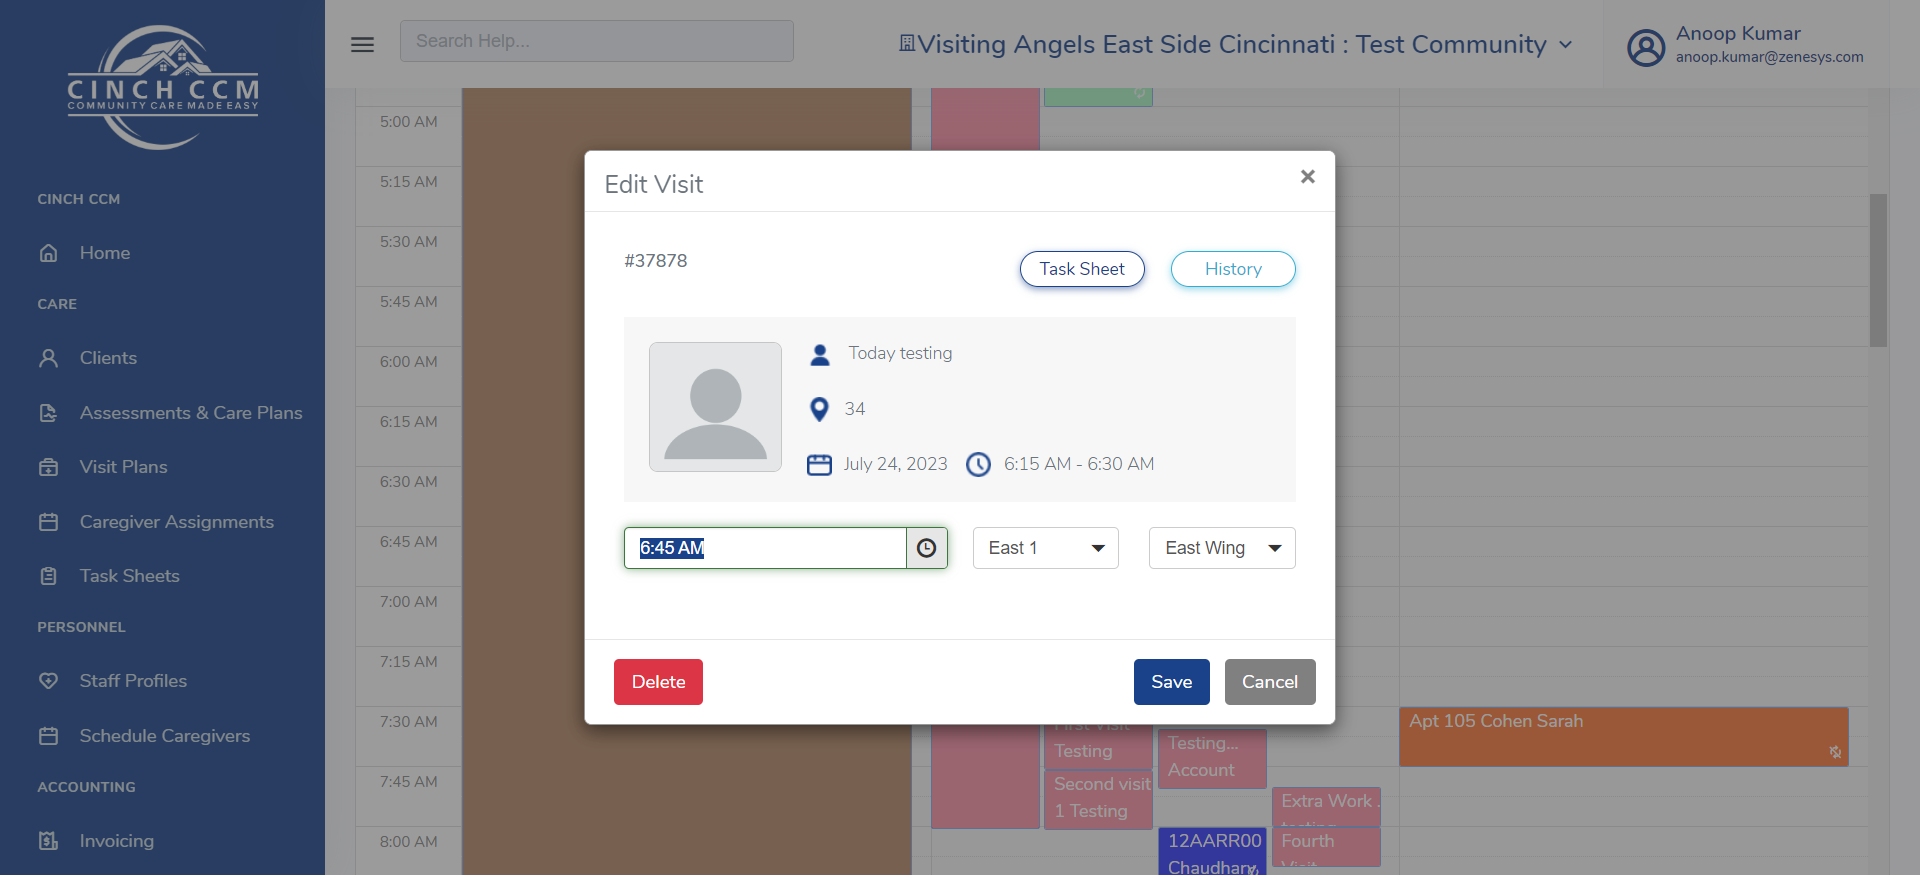 CINCH CCM
COMMUNITY CARE MADE EASY
CINCH CCM
Home
CARE
Clients
Assessments & Care Plans
Visit Plans
Caregiver Assignments
Task Sheets
PERSONNEL
Staff Profiles
Schedule Caregivers
ACCOUNTING
Invoicing
Search Help...
Visiting Angels East Side Cincinnati : Test Community
Anoop Kumar
anoop.kumar@zenesys.com
5:00 AM
5:15 AM
5:30 AM
5:45 AM
6:00 AM
6:15 AM
6:30 AM
6:45 AM
7:00 AM
7:15 AM
7:30 AM
7:45 AM
8:00 AM
Edit Visit
×
#37878
Task Sheet
History
Today testing
34
July 24, 2023
6:15 AM - 6:30 AM
6:45 AM
East 1
East Wing
Delete
Save
Cancel
First Visit
Testing
Second visit
1 Testing
Testing...
Account
12AARR00
Chaudhary
Extra Work .
testing
Fourth
Visit
Apt 105 Cohen Sarah